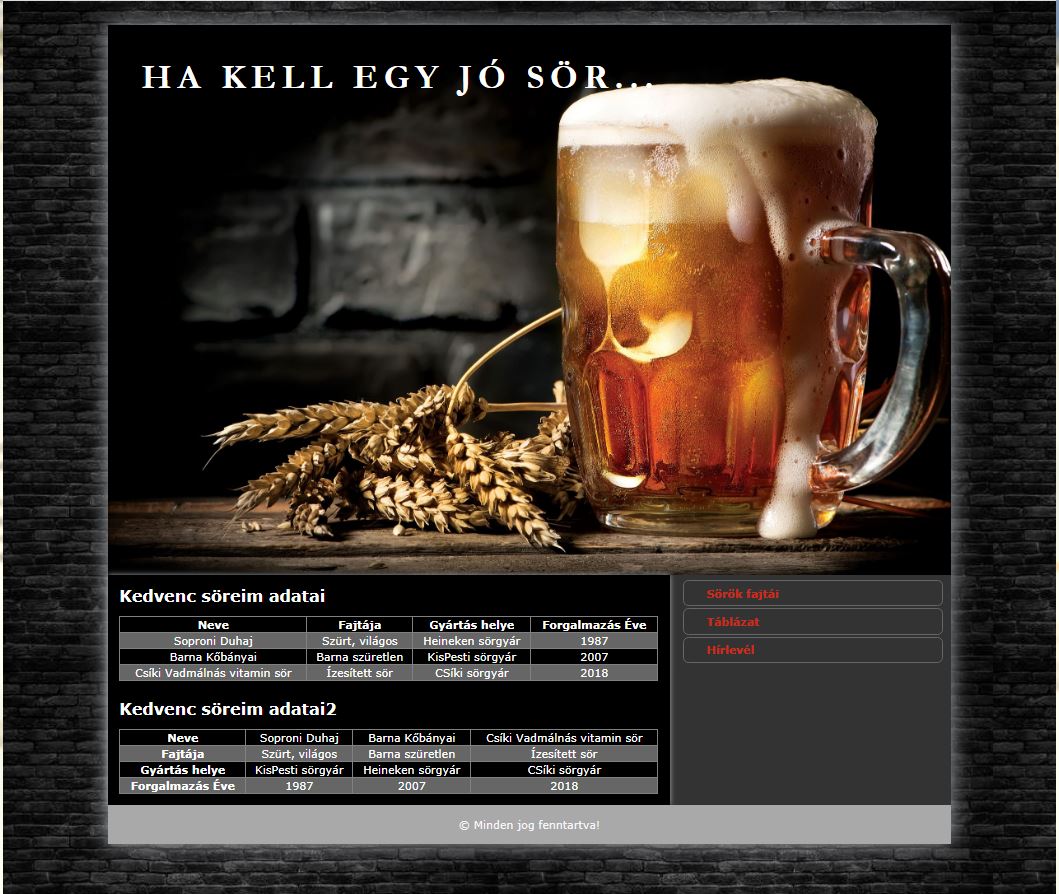 HA KELL EGY JÓ SÖR...
Kedvenc söreim adatai
Neve Fajtája Gyártás helye Forgalmazás Éve
Soproni Duhaj Szürt, világos Heineken sörgyár 1987
Barna Kőbányai Barna szüretlen KisPesti sörgyár 2007
Csíki Vadmálnás vitamin sör Ízesített sör CSíki sörgyár 2018
Kedvenc söreim adatai2
Neve Soproni Duhaj Barna Kőbányai Csíki Vadmálnás vitamin sör
Fajtája Szürt, világos Barna szüretlen Ízesített sör
Gyártás helye KisPesti sörgyár Heineken sörgyár CSíki sörgyár
Forgalmazás Éve 1987 2007 2018
Sörök fajtái
Táblázat
Hírlevél
© Minden jog fenntartva!